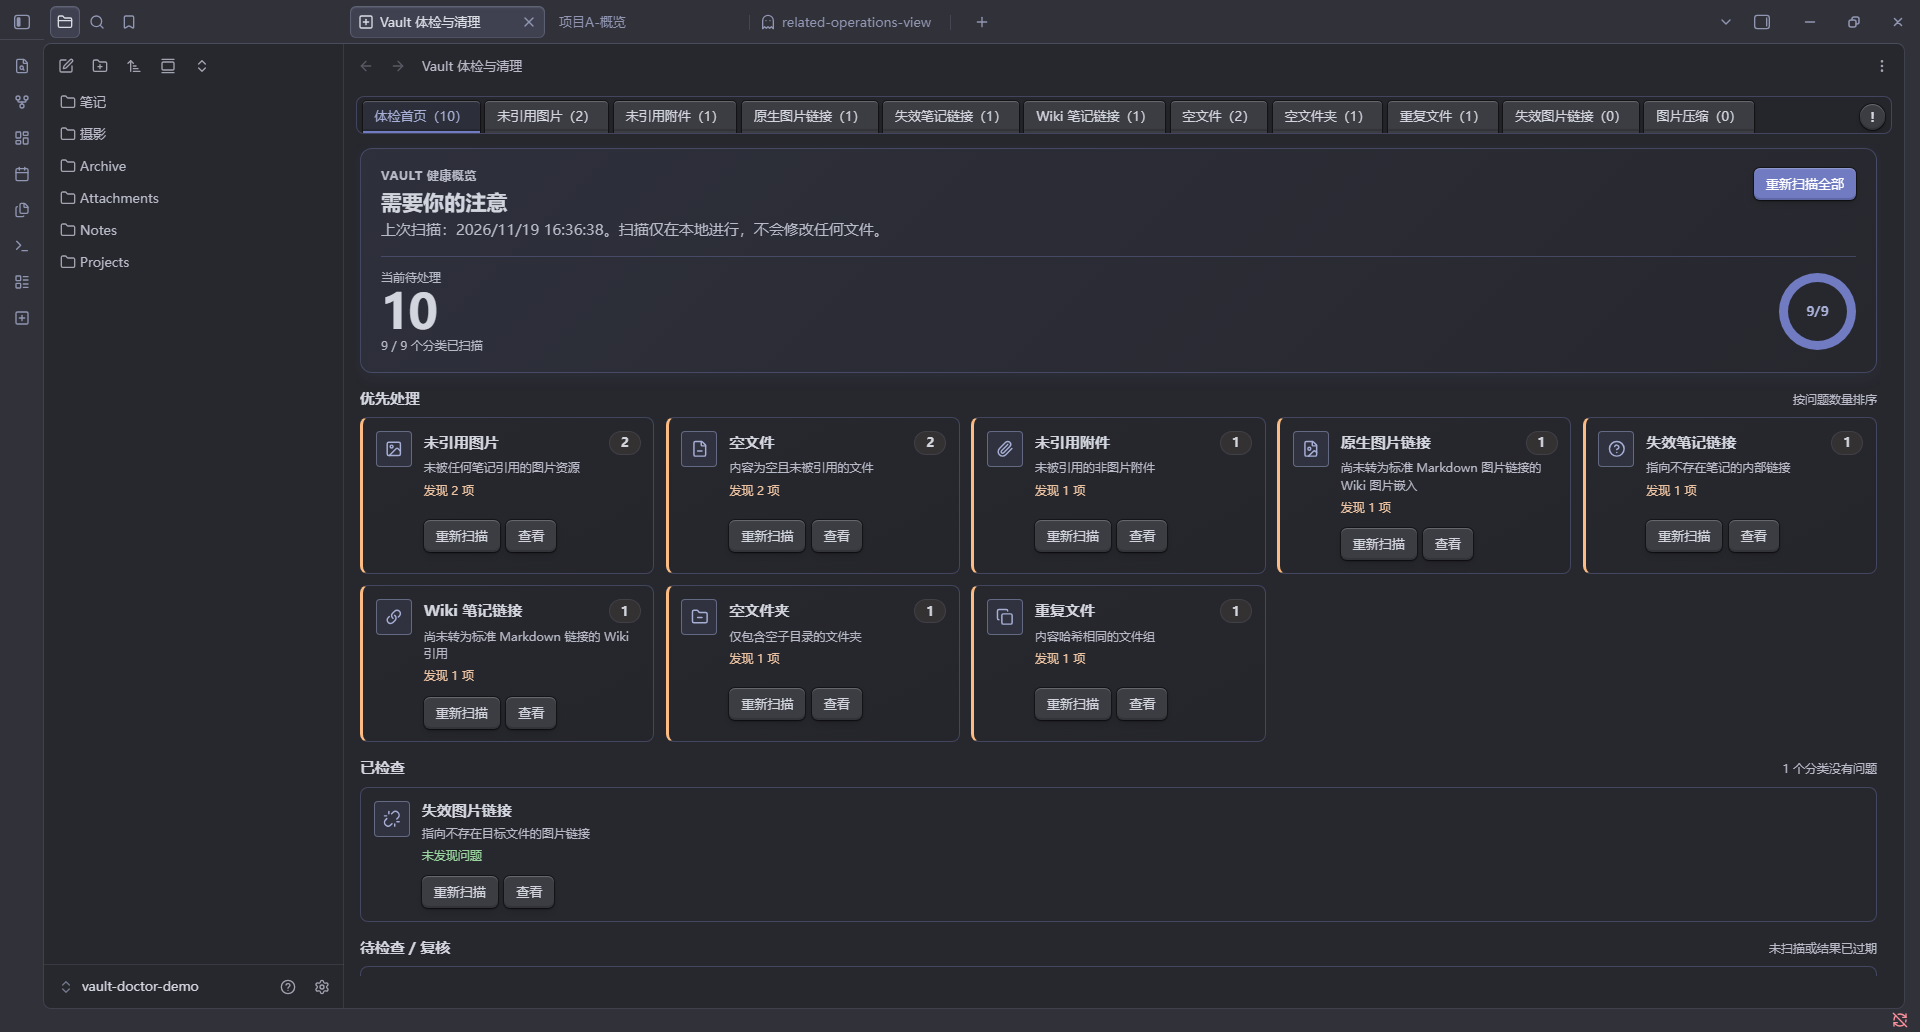 Vault 体检与清理
项目A-概览
related-operations-view
笔记
摄影
Archive
Attachments
Notes
Projects
vault-doctor-demo
Vault 体检与清理
体检首页（10）
未引用图片（2）
未引用附件（1）
原生图片链接（1）
失效笔记链接（1）
Wiki 笔记链接（1）
空文件（2）
空文件夹（1）
重复文件（1）
失效图片链接（0）
图片压缩（0）
VAULT 健康概览
需要你的注意
上次扫描：2026/11/19 16:36:38。扫描仅在本地进行，不会修改任何文件。
重新扫描全部
当前待处理
10
9 / 9 个分类已扫描
9/9
优先处理
按问题数量排序
未引用图片
2
未被任何笔记引用的图片资源
发现 2 项
重新扫描
查看
空文件
2
内容为空且未被引用的文件
发现 2 项
重新扫描
查看
未引用附件
1
未被引用的非图片附件
发现 1 项
重新扫描
查看
原生图片链接
1
尚未转为标准 Markdown 图片链接的
Wiki 图片嵌入
发现 1 项
重新扫描
查看
失效笔记链接
1
指向不存在笔记的内部链接
发现 1 项
重新扫描
查看
Wiki 笔记链接
1
尚未转为标准 Markdown 链接的 Wiki
引用
发现 1 项
重新扫描
查看
空文件夹
1
仅包含空子目录的文件夹
发现 1 项
重新扫描
查看
重复文件
1
内容哈希相同的文件组
发现 1 项
重新扫描
查看
已检查
1 个分类没有问题
失效图片链接
指向不存在目标文件的图片链接
未发现问题
重新扫描
查看
待检查 / 复核
未扫描或结果已过期